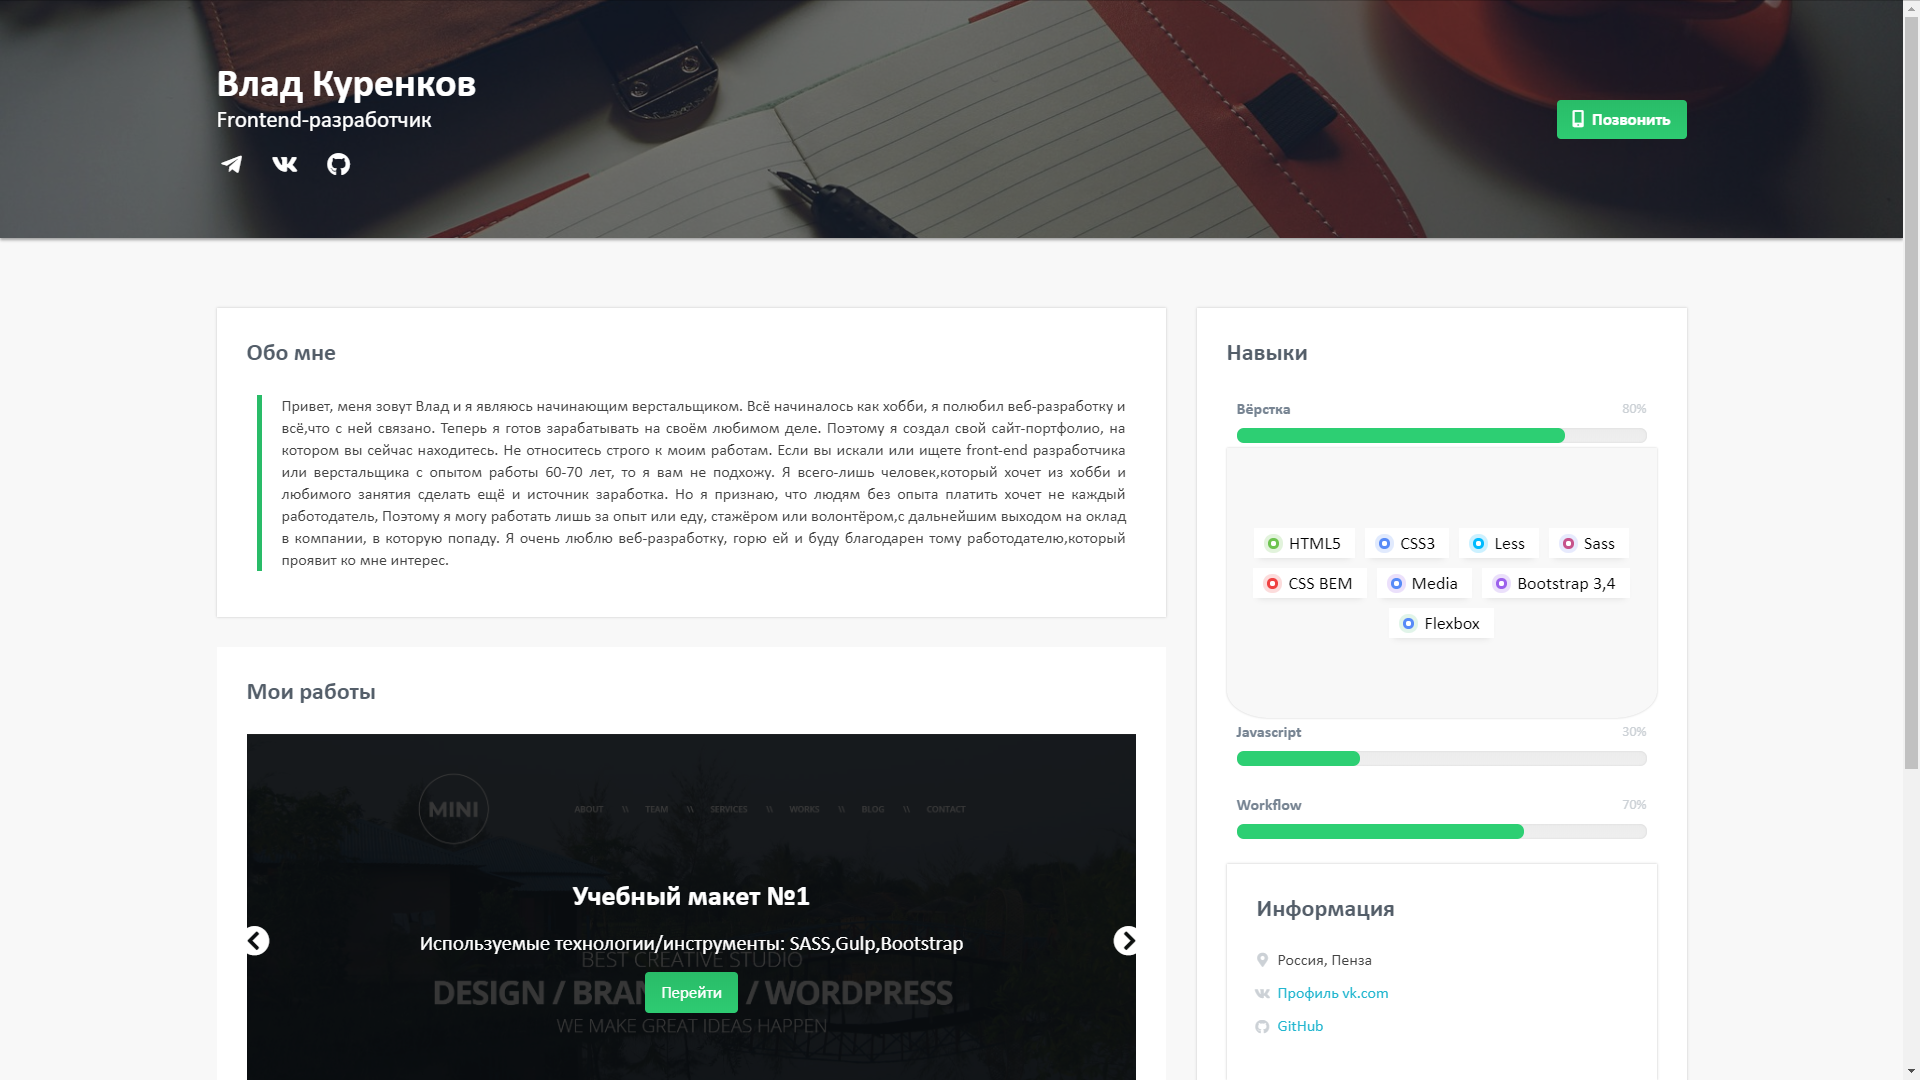 Влад Куренков
Frontend-разработчик
Позвонить
Обо мне
Привет, меня зовут Влад и я являюсь начинающим верстальщиком. Всё начиналось как хобби, я полюбил веб-разработку и
всё,что с ней связано. Теперь я готов зарабатывать на своём любимом деле. Поэтому я создал свой сайт-портфолио, на
котором вы сейчас находитесь. Не относитесь строго к моим работам. Если вы искали или ищете front-end разработчика
или верстальщика с опытом работы 60-70 лет, то я вам не подхожу. Я всего-лишь человек,который хочет из хобби и
любимого занятия сделать ещё и источник заработка. Но я признаю, что людям без опыта платить хочет не каждый
работодатель, Поэтому я могу работать лишь за опыт или еду, стажёром или волонтёром,с дальнейшим выходом на оклад
в компании, в которую попаду. Я очень люблю веб-разработку, горю ей и буду благодарен тому работодателю,который
проявит ко мне интерес.
Мои работы
MINI
ABOUT \\ TEAM \\ SERVICES \\ WORKS \\ BLOG \\ CONTACT
Учебный макет №1
Используемые технологии/инструменты: SASS,Gulp,Bootstrap
BEST CREATIVE STUDIO
DESIGN / BRAN / WORDPRESS
Перейти
WE MAKE GREAT IDEAS HAPPEN
Навыки
Вёрстка 80%
HTML5 CSS3 Less Sass
CSS BEM Media Bootstrap 3,4
Flexbox
Javascript 30%
Workflow 70%
Информация
Россия, Пенза
Профиль vk.com
GitHub